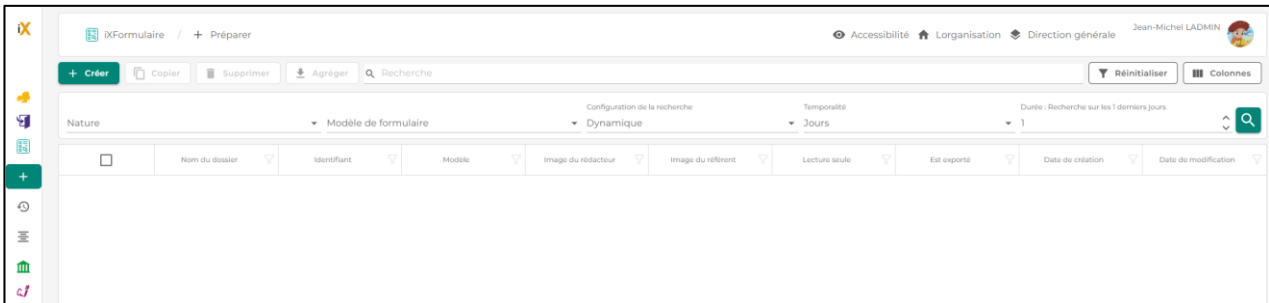 iX
iXFormulaire / + Préparer
Accessibilité Lorganisation Direction générale Jean-Michel LADMIN
+ Créer Copier Supprimer Agréger Recherche Réinitialiser Colonnes
Configuration de la recherche Temporalité Durée : Recherche sur les 1 derniers jours
Nature Modèle de formulaire Dynamique Jours 1
Nom du dossier Identifiant Modèle Image du rédacteur Image du référent Lecture seule Est exporté Date de création Date de modification